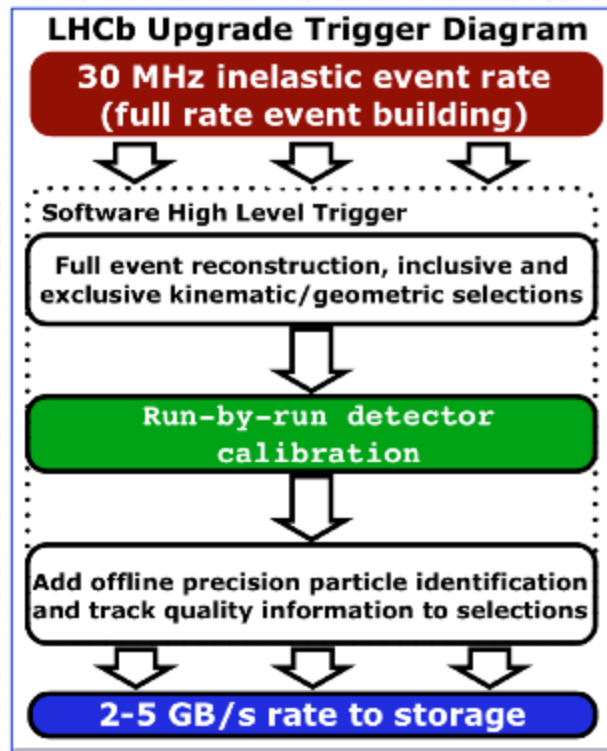 LHCb Upgrade Trigger Diagram
30 MHz inelastic event rate
(full rate event building)
Software High Level Trigger
Full event reconstruction, inclusive and
exclusive kinematic/geometric selections
Run-by-run detector
calibration
Add offline precision particle identification
and track quality information to selections
2-5 GB/s rate to storage